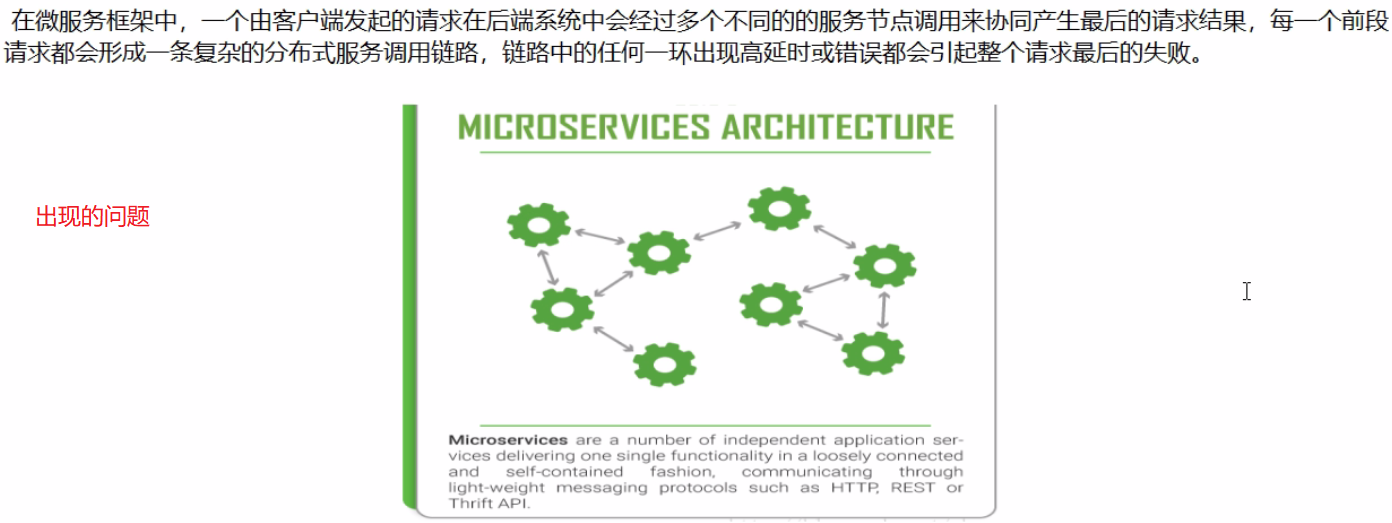 在微服务框架中，一个由客户端发起的请求在后端系统中会经过多个不同的的服务节点调用来协同产生最后的请求结果，每一个前段
请求都会形成一条复杂的分布式服务调用链路，链路中的任何一环出现高延时或错误都会引起整个请求最后的失败。
MICROSERVICES ARCHITECTURE
出现的问题
Microservices are a number of independent application ser-
vices delivering one single functionality in a loosely connected
and self-contained fashion, communicating through
light-weight messaging protocols such as HTTP, REST or
Thrift API.